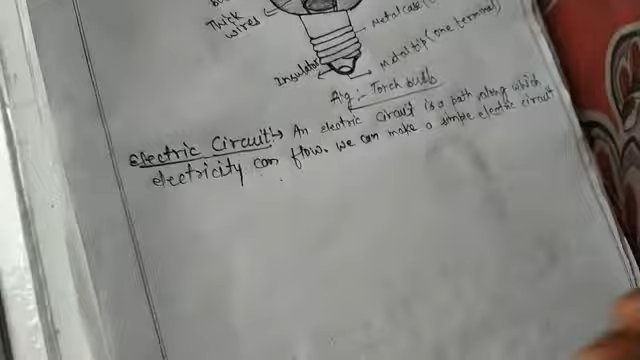 Thick
wires
Metal case (
Insulator
Metal tip (one terminal)
fig:- Torch bulb
Electric Circuit:→ An electric circuit is a path along which
electricity can flow. we can make a simple electric circuit